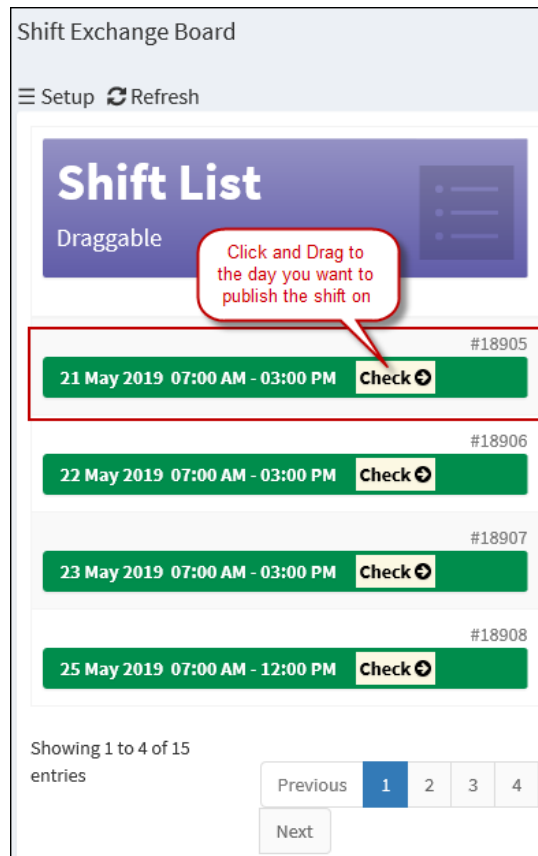 Shift Exchange Board
Setup Refresh
Shift List
Draggable
Click and Drag to
the day you want to
publish the shift on
#18905
21 May 2019 07:00 AM - 03:00 PM Check
#18906
22 May 2019 07:00 AM - 03:00 PM Check
#18907
23 May 2019 07:00 AM - 03:00 PM Check
#18908
25 May 2019 07:00 AM - 12:00 PM Check
Showing 1 to 4 of 15
entries
Previous 1 2 3 4
Next